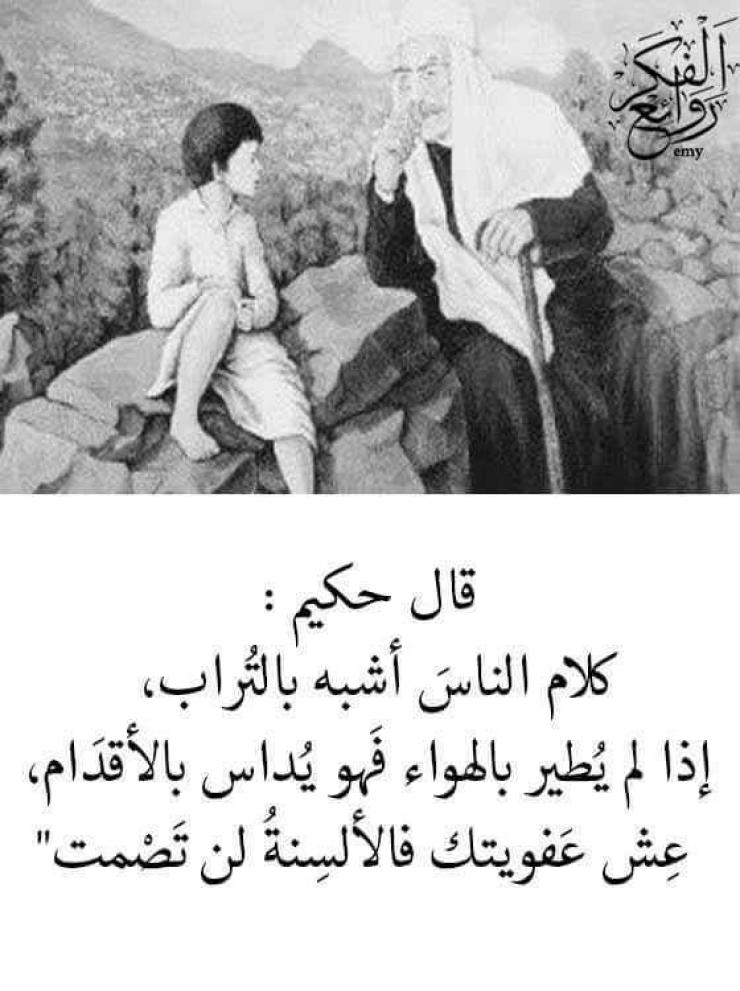 روائع الفكر
emy
قال حكيم :
كلام الناسَ أشبه بالتُراب،
إذا لم يُطير بالهواء فَهو يُداس بالأقدَام،
عِش عَفويتك فالألسِنةُ لن تَصْمت"